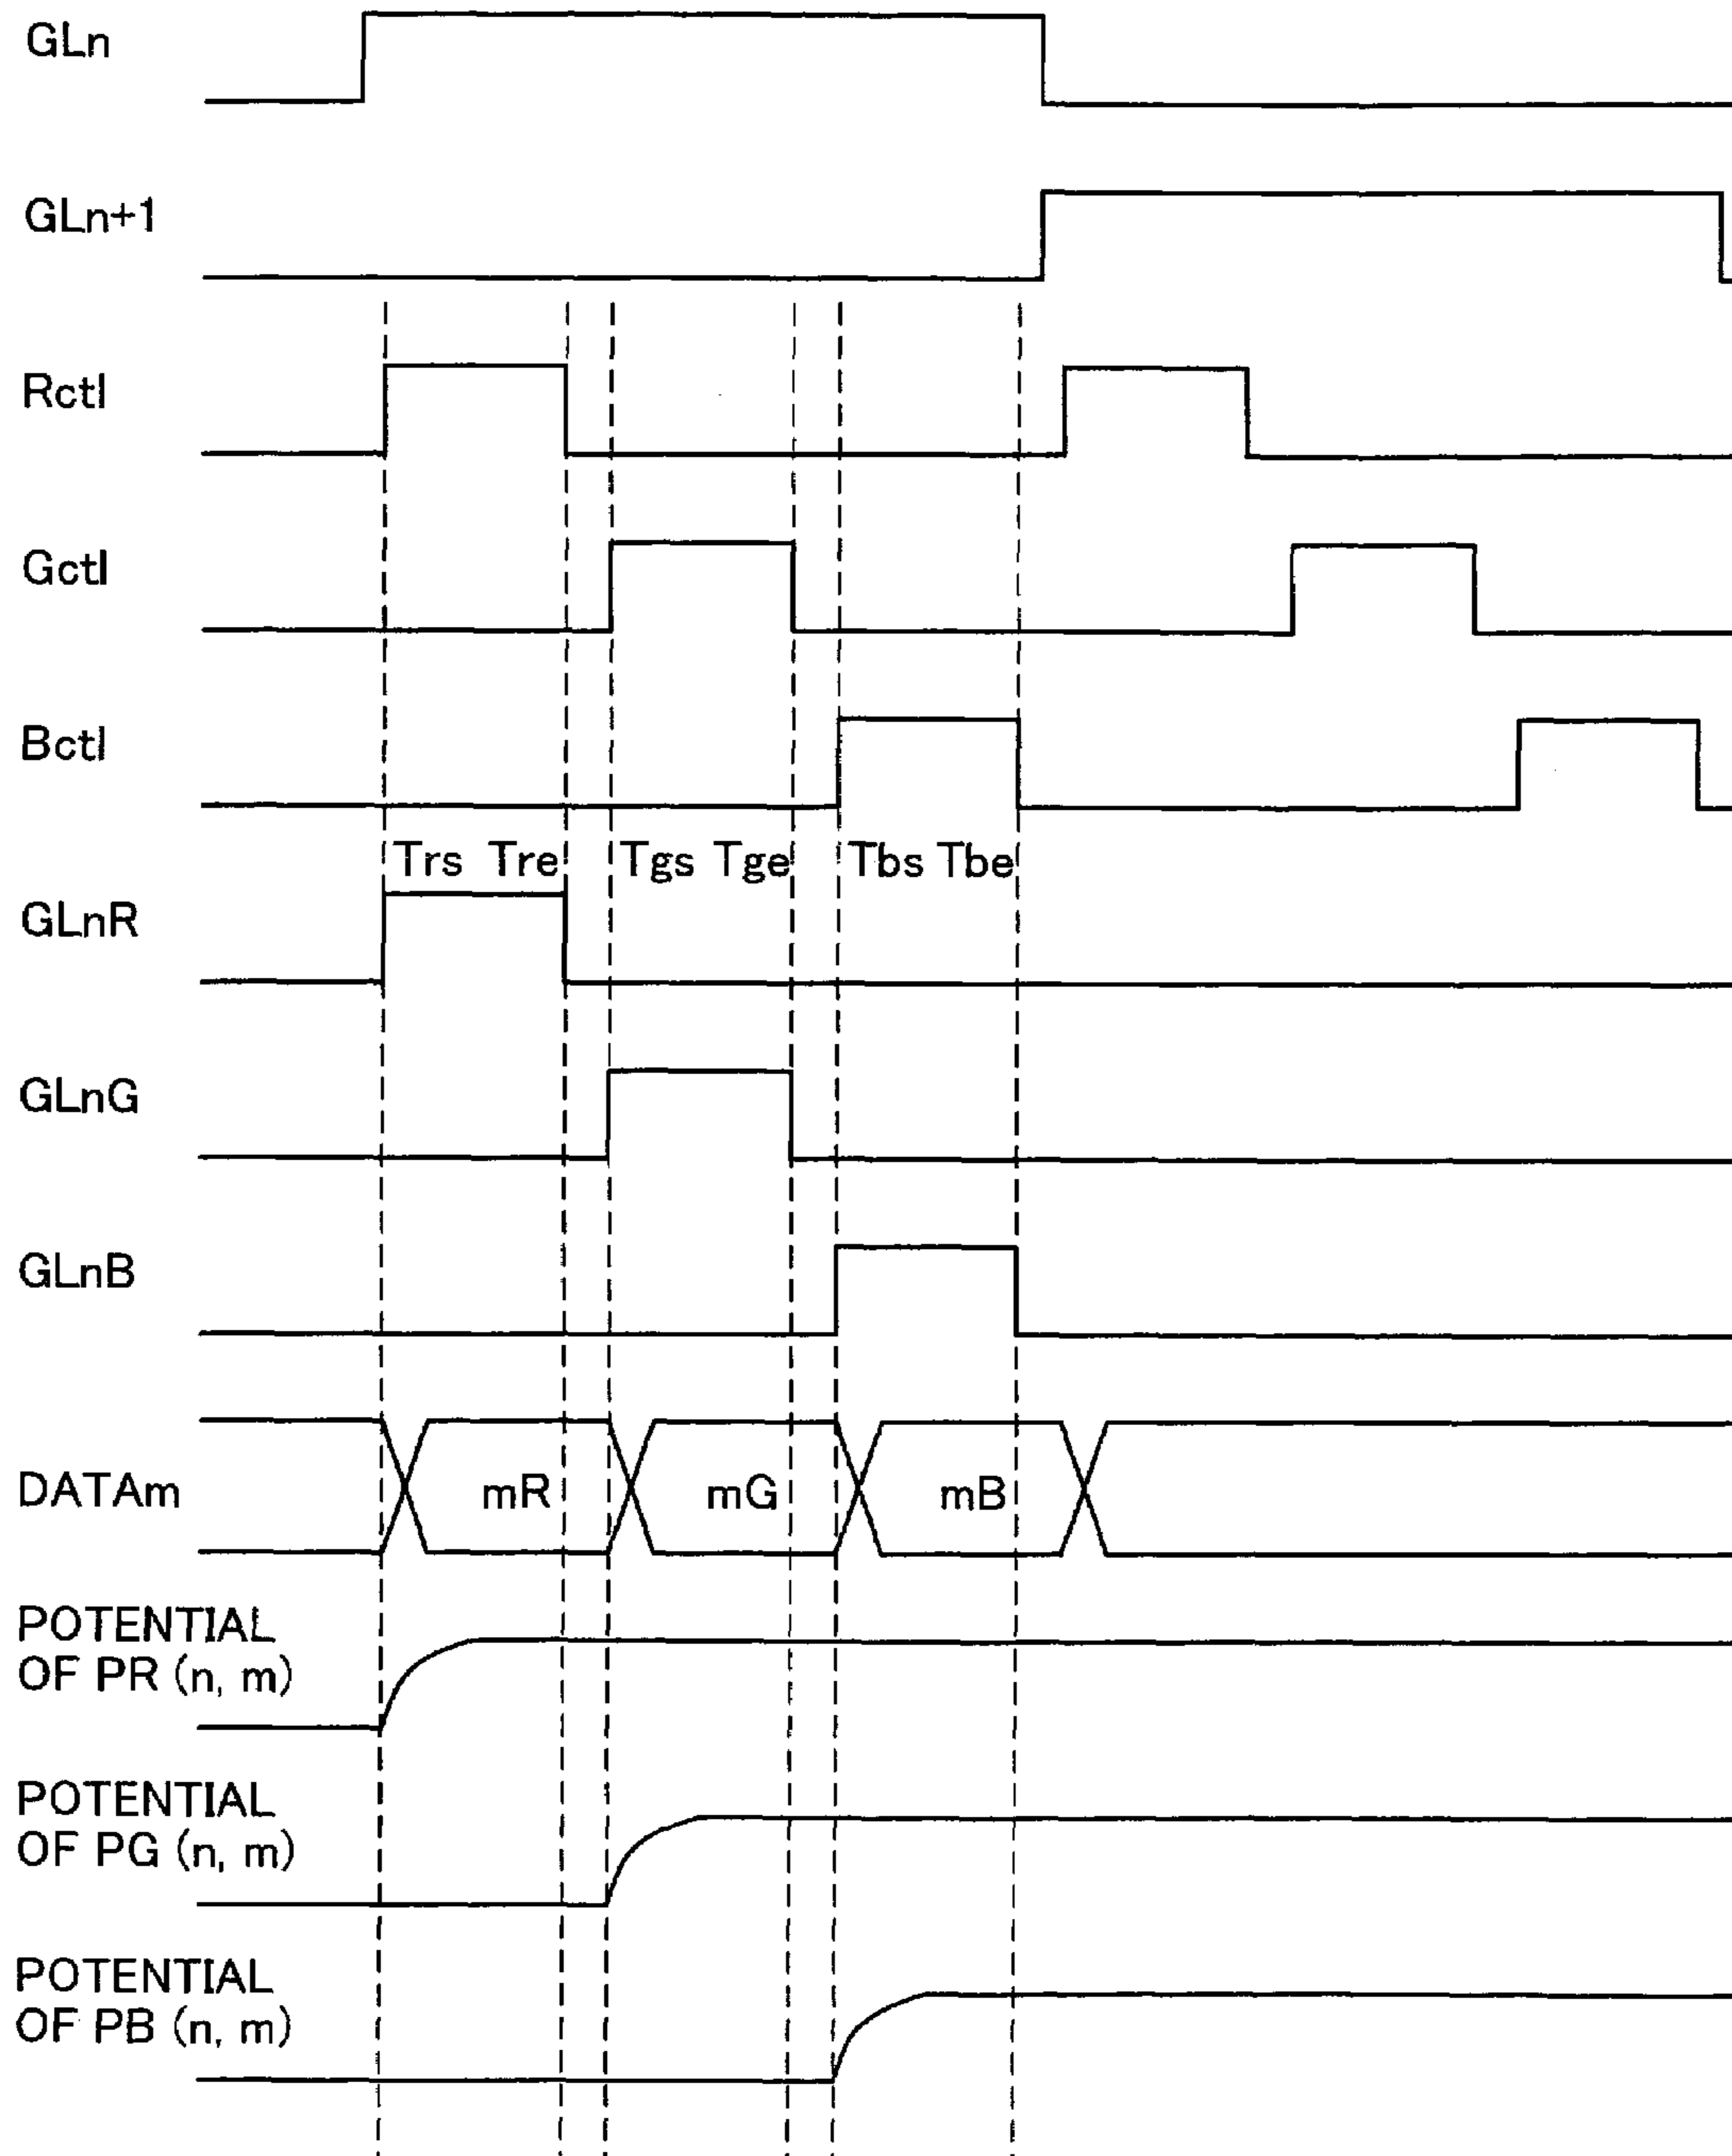 GLn
GLn+1
Rctl
Gctl
Bctl
Trs Tre Tgs Tge Tbs Tbe
GLnR
GLnG
GLnB
DATAm mR mG mB
POTENTIAL
OF PR (n, m)
POTENTIAL
OF PG (n, m)
POTENTIAL
OF PB (n, m)